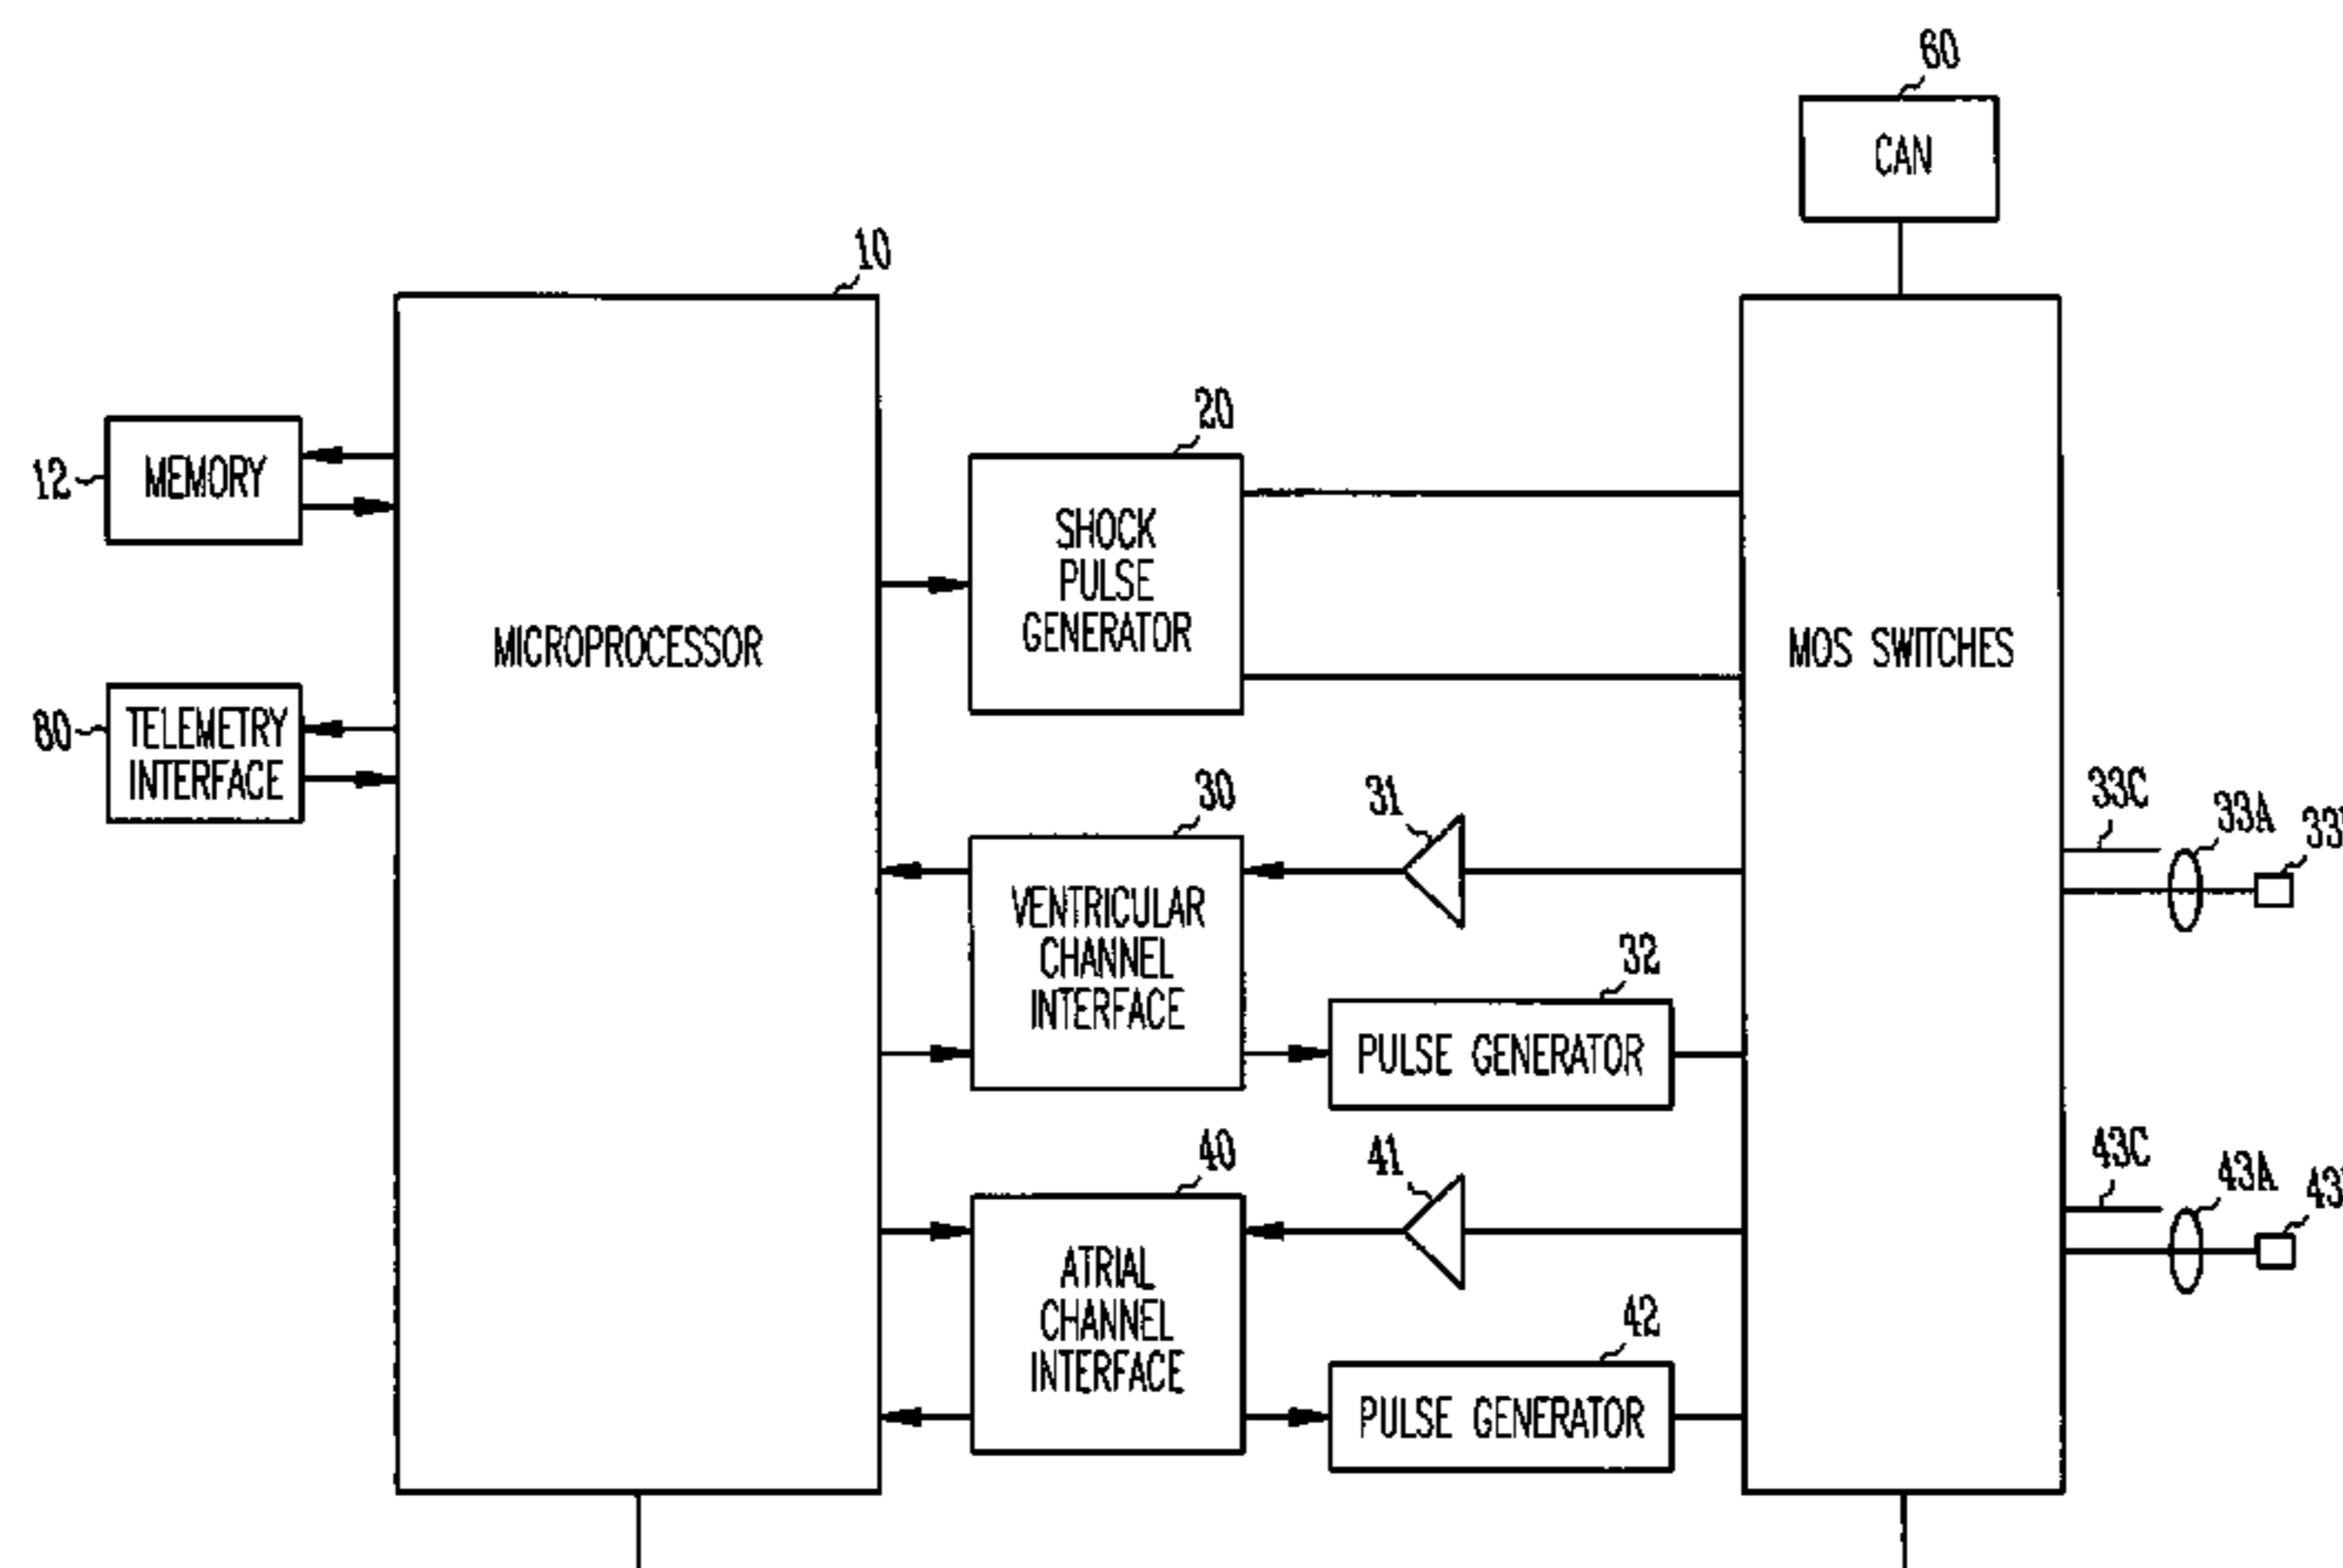 60
CAN
10
20
MEMORY
12
SHOCK
PULSE
GENERATOR
MICROPROCESSOR
MOS SWITCHES
80
TELEMETRY
INTERFACE
30
31
33C
33A
VENTRICULAR
CHANNEL
INTERFACE
32
PULSE GENERATOR
40
41
43C
43A
ATRIAL
CHANNEL
INTERFACE
42
PULSE GENERATOR